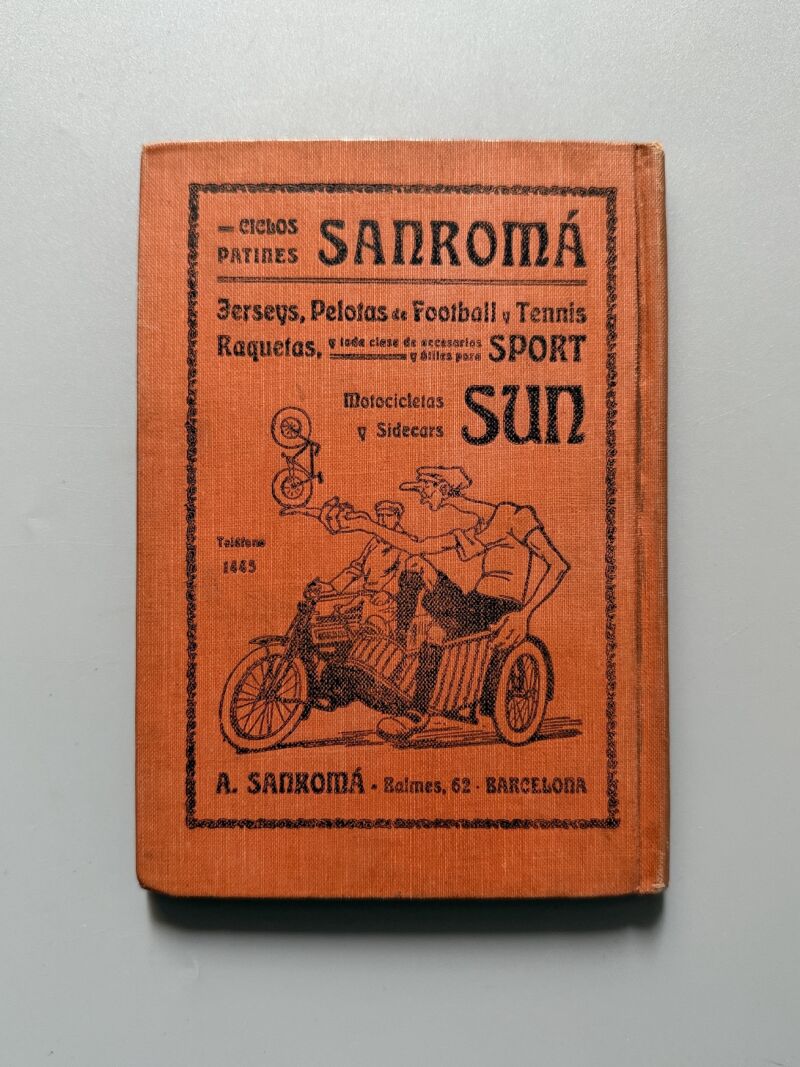 CICLOS
PATINES SANROMÁ
Jerseys, Pelotas de Football y Tennis
Raquetas, y toda clase de accesorios y útiles para SPORT
Motocicletas
y Sidecars SUN
Teléfono
1445
A. SANROMÁ - Balmes, 62 - BARCELONA